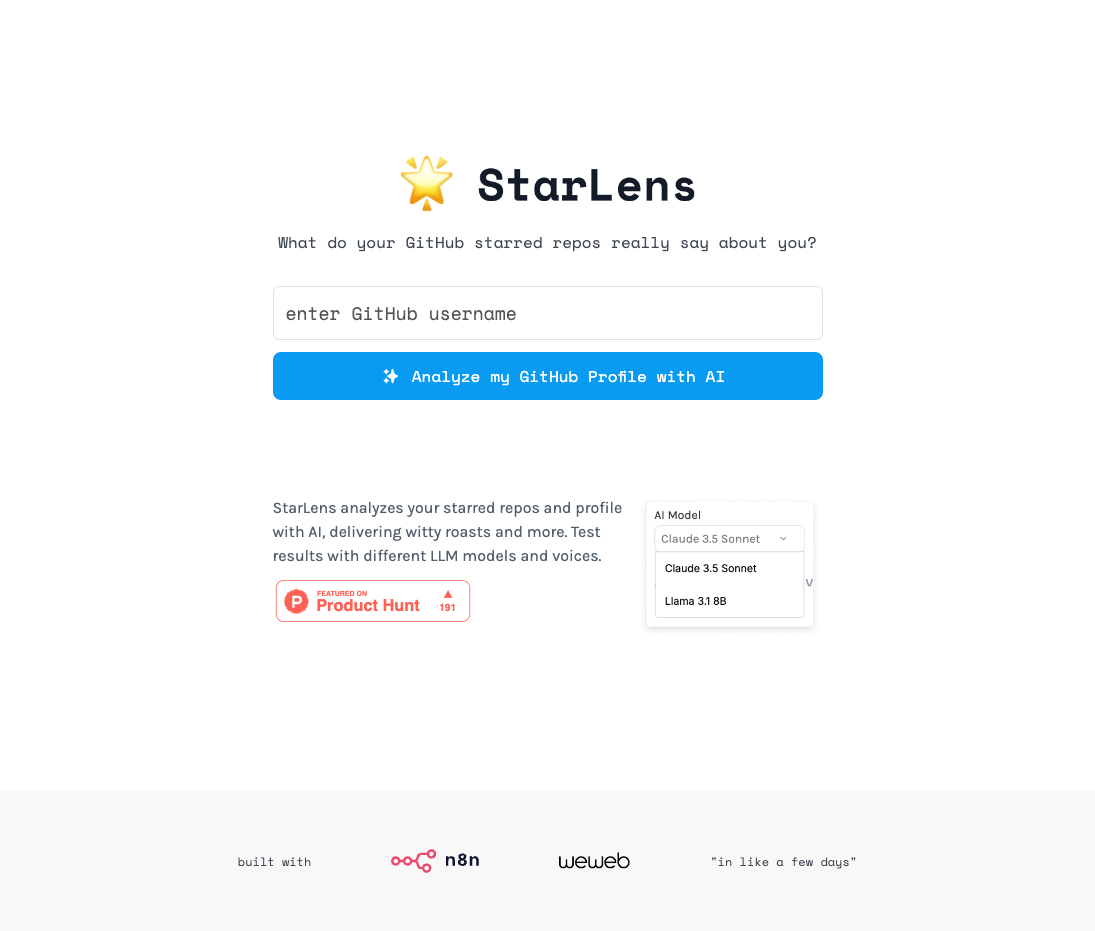 StarLens
What do your GitHub starred repos really say about you?
enter GitHub username
Analyze my GitHub Profile with AI
StarLens analyzes your starred repos and profile
with AI, delivering witty roasts and more. Test
results with different LLM models and voices.
FEATURED ON
Product Hunt
191
AI Model
Claude 3.5 Sonnet
Claude 3.5 Sonnet
Llama 3.1 8B
built with
n8n
weweb
"in like a few days"